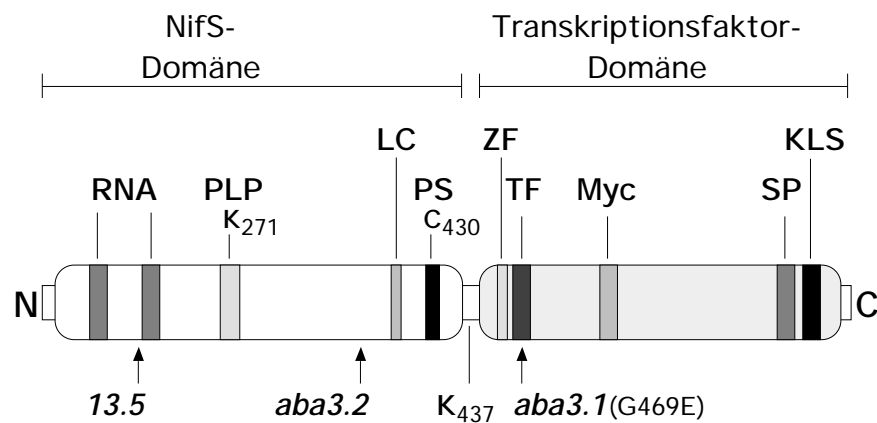 NifS-
Domäne
Transkriptionsfaktor-
Domäne
LC ZF KLS
RNA PLP PS TF Myc SP
K271 C430
N C
13.5 aba3.2 K437 aba3.1 (G469E)